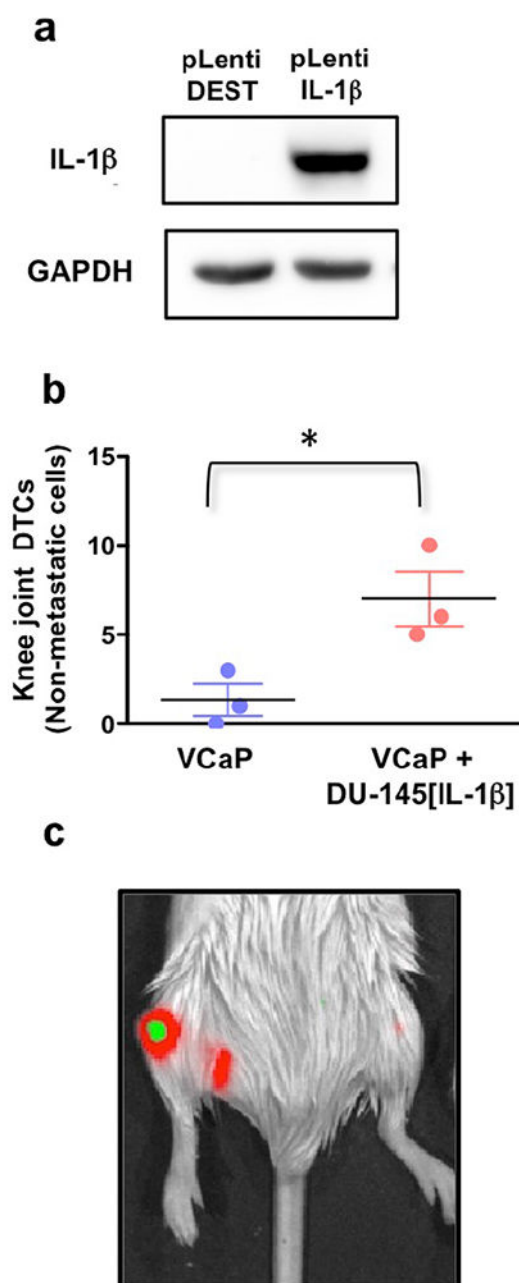 a
pLenti pLenti
DEST IL-1β
IL-1β
GAPDH
b
*
15
10
5
0
Knee joint DTCs
(Non-metastatic cells)
VCaP
VCaP +
DU-145[IL-1β]
c